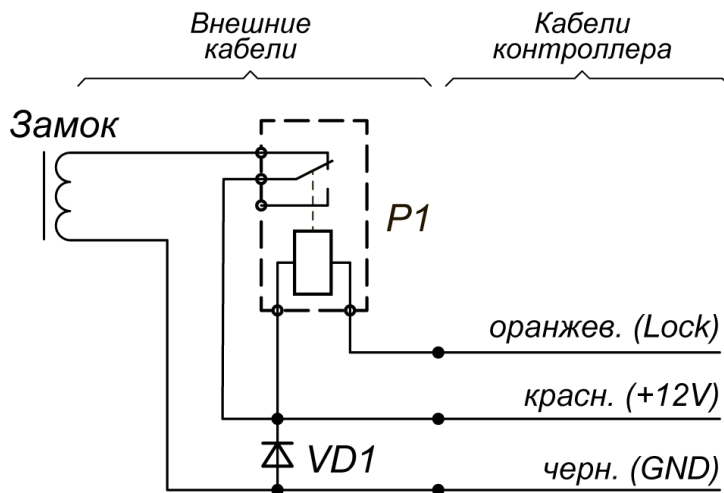 Внешние
кабели
Кабели
контроллера
Замок
P1
оранжев. (Lock)
красн. (+12V)
VD1
черн. (GND)